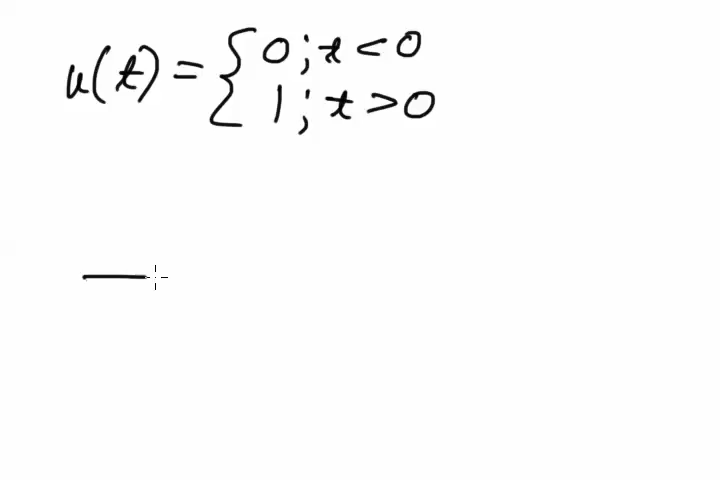 u(t) = { 0 ; t < 0
1 ; t > 0